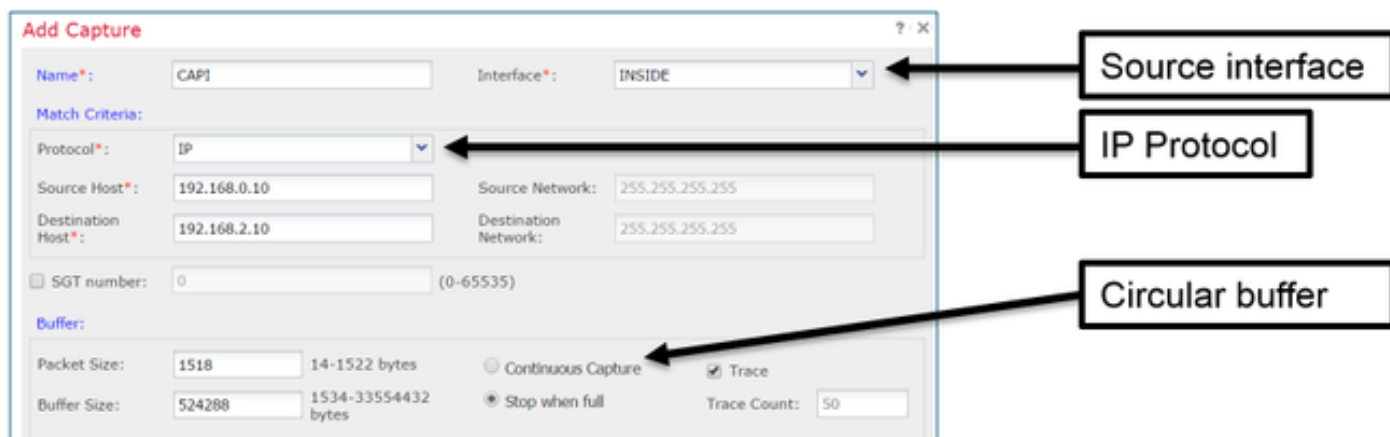 Add Capture ? X
Name*: CAPI Interface*: INSIDE
Source interface
Match Criteria:
Protocol*: IP
IP Protocol
Source Host*: 192.168.0.10 Source Network: 255.255.255.255
Destination Host*: 192.168.2.10 Destination Network: 255.255.255.255
SGT number: 0 (0-65535)
Circular buffer
Buffer:
Packet Size: 1518 14-1522 bytes Continuous Capture Trace
Buffer Size: 524288 1534-33554432 bytes Stop when full Trace Count: 50